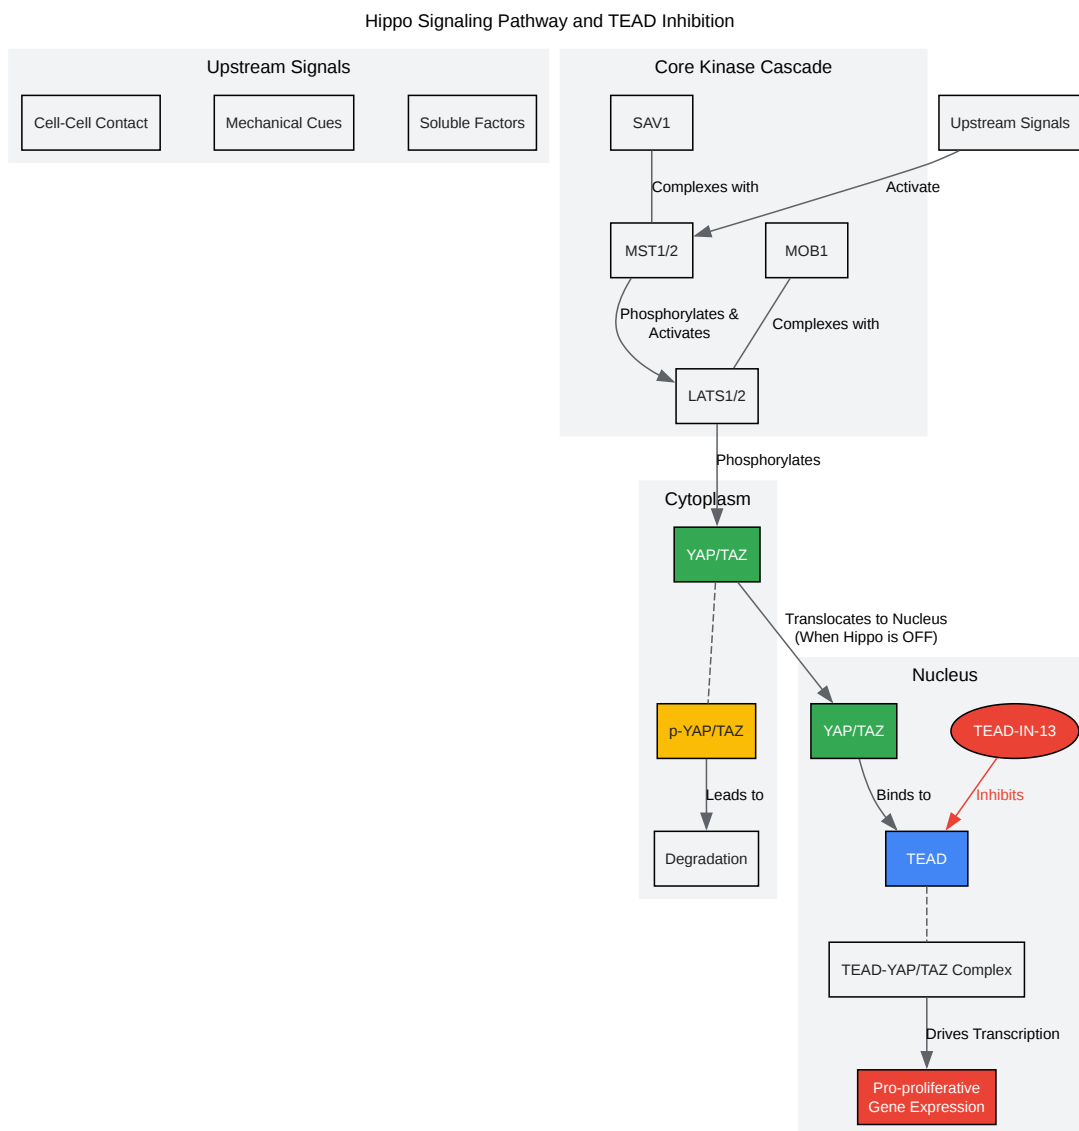 Hippo Signaling Pathway and TEAD Inhibition
Upstream Signals
Cell-Cell Contact
Mechanical Cues
Soluble Factors
Core Kinase Cascade
SAV1
Upstream Signals
Complexes with
Activate
MST1/2
MOB1
Phosphorylates &
Activates
Complexes with
LATS1/2
Phosphorylates
Cytoplasm
YAP/TAZ
Translocates to Nucleus
(When Hippo is OFF)
Nucleus
p-YAP/TAZ
YAP/TAZ
TEAD-IN-13
Leads to
Binds to
Inhibits
Degradation
TEAD
TEAD-YAP/TAZ Complex
Drives Transcription
Pro-proliferative
Gene Expression